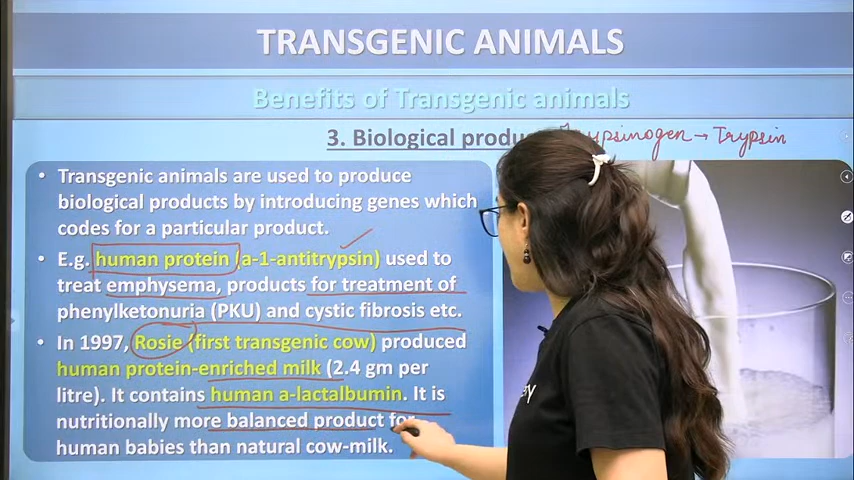 TRANSGENIC ANIMALS
Benefits of Transgenic animals
3. Biological produ
Trypsinogen → Trypsin
• Transgenic animals are used to produce
biological products by introducing genes which
codes for a particular product.
• E.g. human protein (a-1-antitrypsin) used to
treat emphysema, products for treatment of
phenylketonuria (PKU) and cystic fibrosis etc.
• In 1997, Rosie (first transgenic cow) produced
human protein-enriched milk (2.4 gm per
litre). It contains human a-lactalbumin. It is
nutritionally more balanced product for
human babies than natural cow-milk.